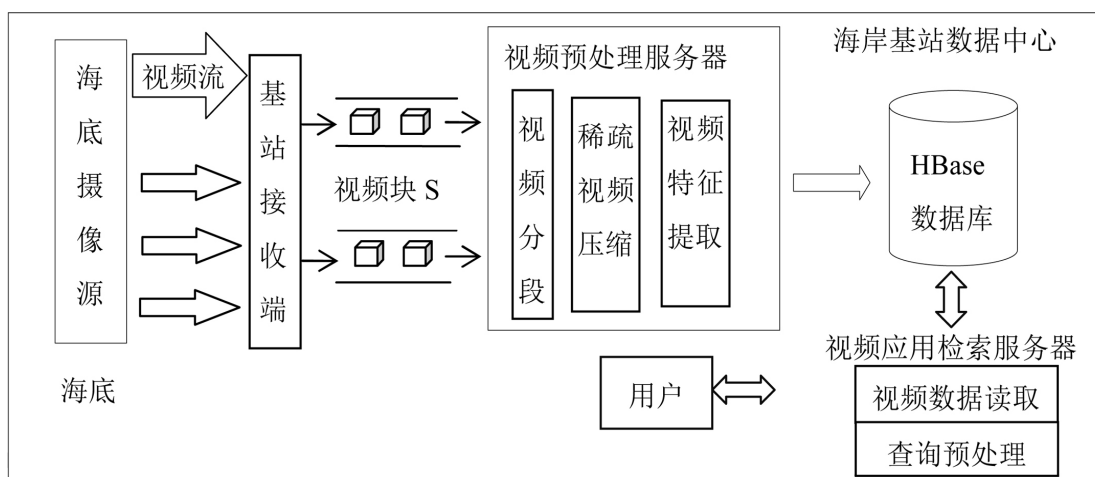 海底摄像源
视频流
基站接收端
视频块 S
视频预处理服务器
视频分段
稀疏
视频
压缩
视频
特征
提取
海岸基站数据中心
HBase
数据库
海底
用户
视频应用检索服务器
视频数据读取
查询预处理